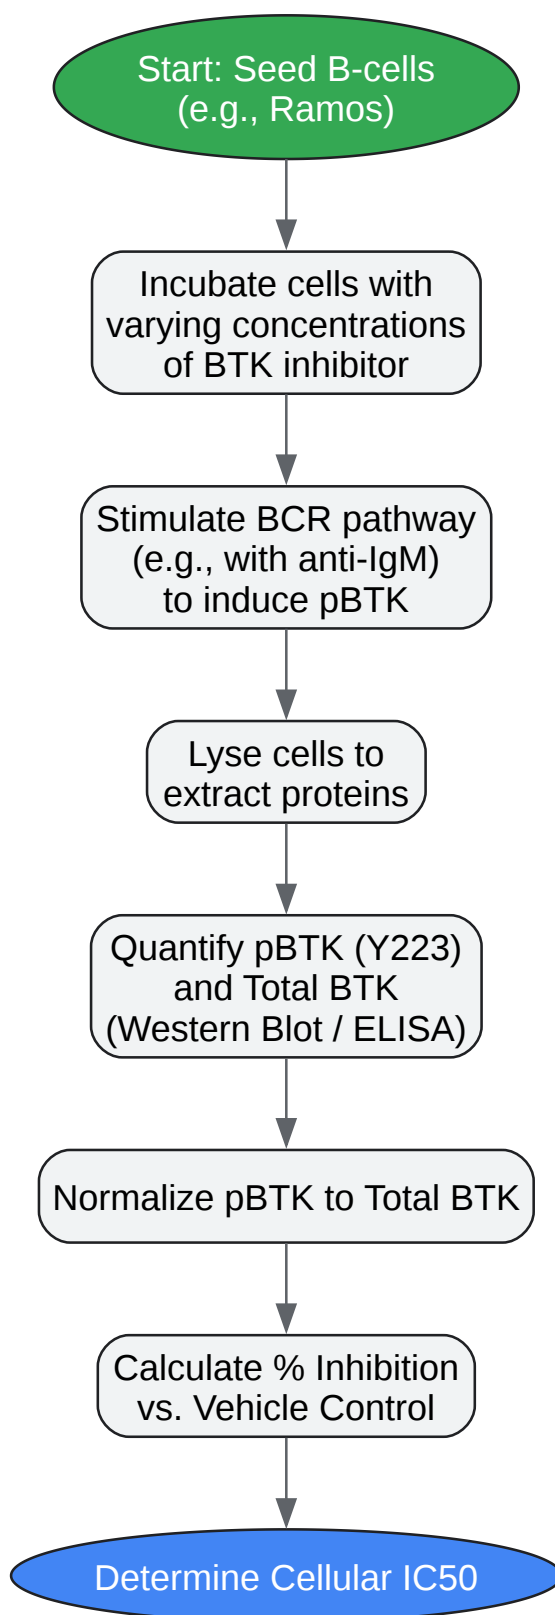 Start: Seed B-cells
(e.g., Ramos)
Incubate cells with
varying concentrations
of BTK inhibitor
Stimulate BCR pathway
(e.g., with anti-IgM)
to induce pBTK
Lyse cells to
extract proteins
Quantify pBTK (Y223)
and Total BTK
(Western Blot / ELISA)
Normalize pBTK to Total BTK
Calculate % Inhibition
vs. Vehicle Control
Determine Cellular IC50